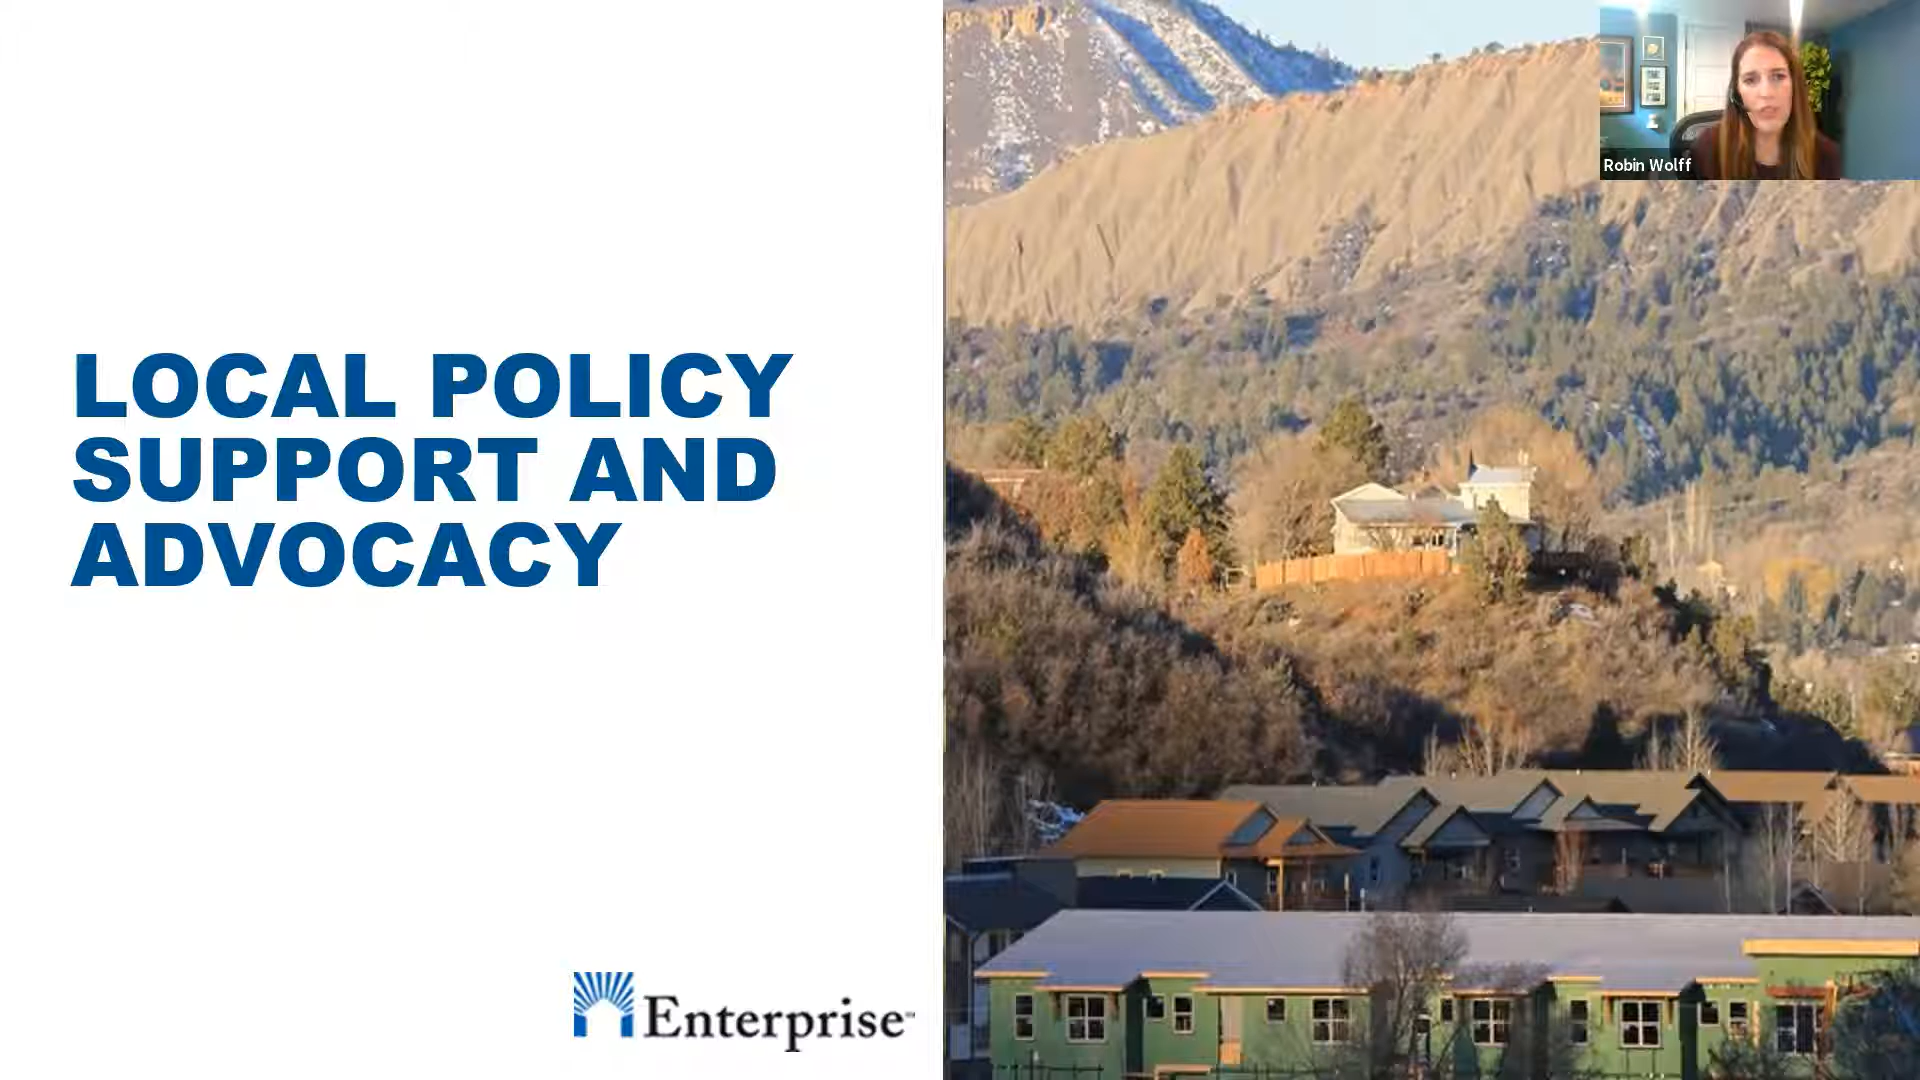 LOCAL POLICY
SUPPORT AND
ADVOCACY
Enterprise
Robin Wolff